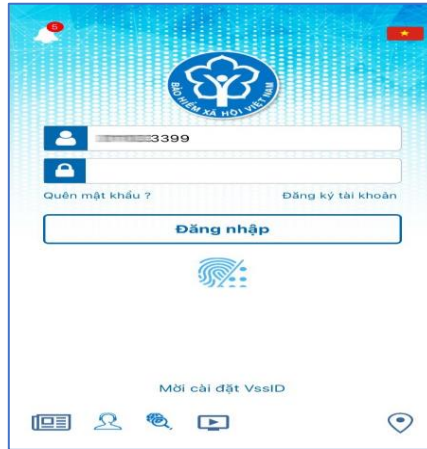 5
BẢO HIỂM XÃ HỘI VIỆT NAM
3399
Quên mật khẩu ?
Đăng ký tài khoản
Đăng nhập
Mời cài đặt VssID